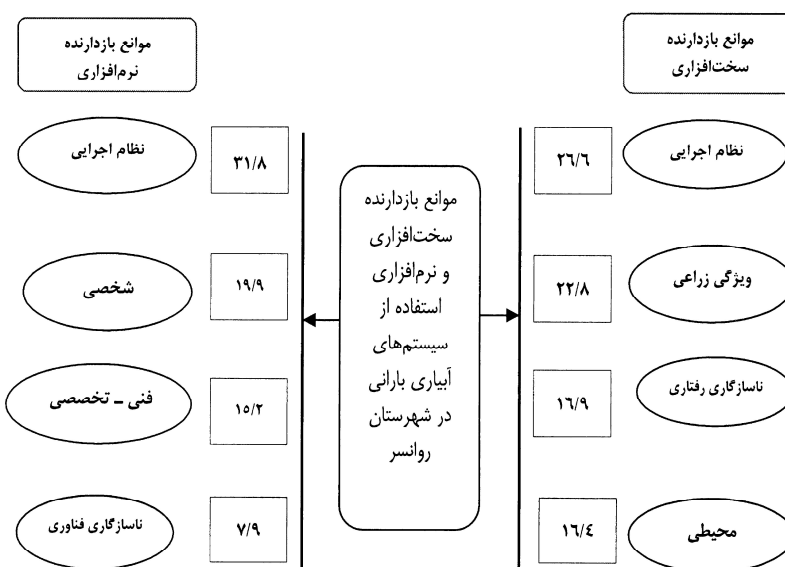 موانع بازدارنده
سخت‌افزاری
موانع بازدارنده
نرم‌افزاری
نظام اجرایی
۲۶/۶
ویژگی زراعی
۲۲/۸
ناسازگاری رفتاری
۱۶/۹
محیطی
۱۶/٤
موانع بازدارنده
سخت‌افزاری
و نرم‌افزاری
استفاده از
سیستم‌های
آبیاری بارانی
در شهرستان
روانسر
۳۱/۸
نظام اجرایی
۱۹/۹
شخصی
۱۵/۲
فنی ـ تخصصی
۷/۹
ناسازگاری فناوری